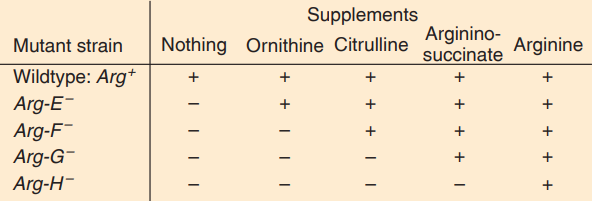 Supplements
Mutant strain Nothing Ornithine Citrulline Arginino-succinate Arginine
Wildtype: Arg⁺ + + + + +
Arg-E⁻ − + + + +
Arg-F⁻ − − + + +
Arg-G⁻ − − − + +
Arg-H⁻ − − − − +